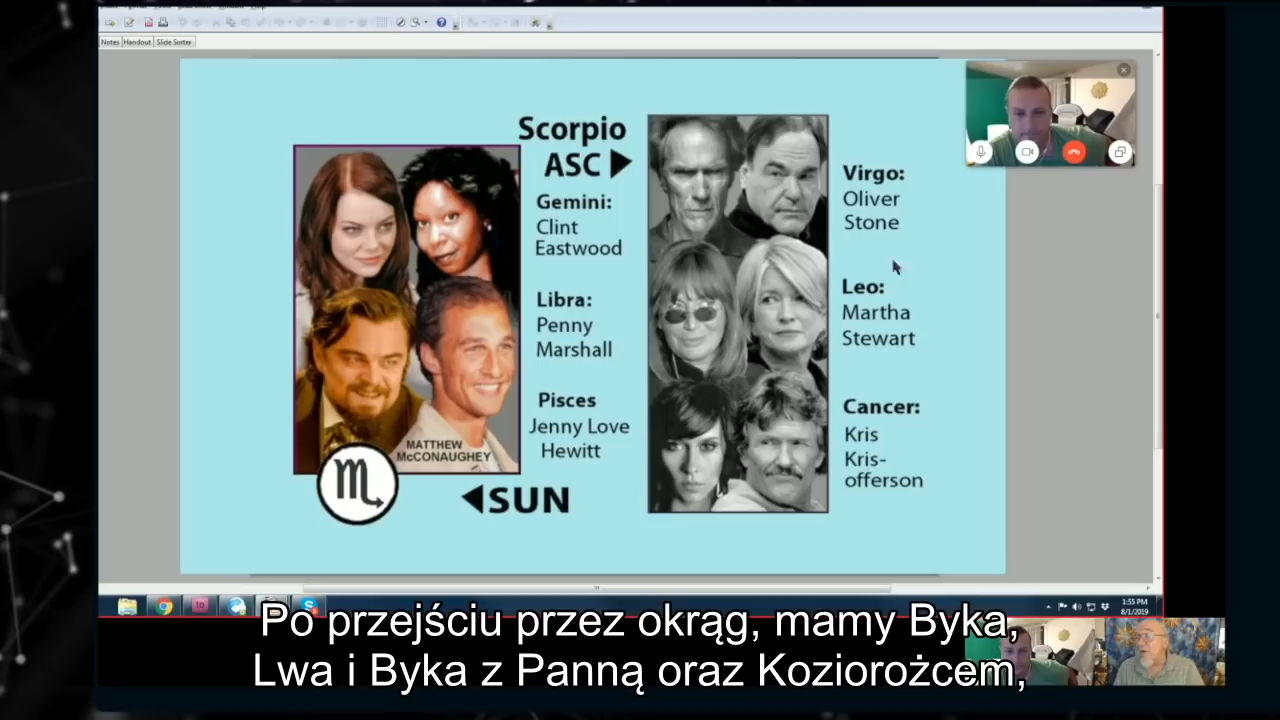 Notes Handout Slide Sorter
Scorpio
ASC
Gemini:
Clint
Eastwood
Libra:
Penny
Marshall
Pisces
Jenny Love
Hewitt
MATTHEW
McCONAUGHEY
SUN
Virgo:
Oliver
Stone
Leo:
Martha
Stewart
Cancer:
Kris
Kris-
offerson
1:55 PM
8/1/2019
Po przejściu przez okrąg, mamy Byka,
Lwa i Byka z Panną oraz Koziorożcem,